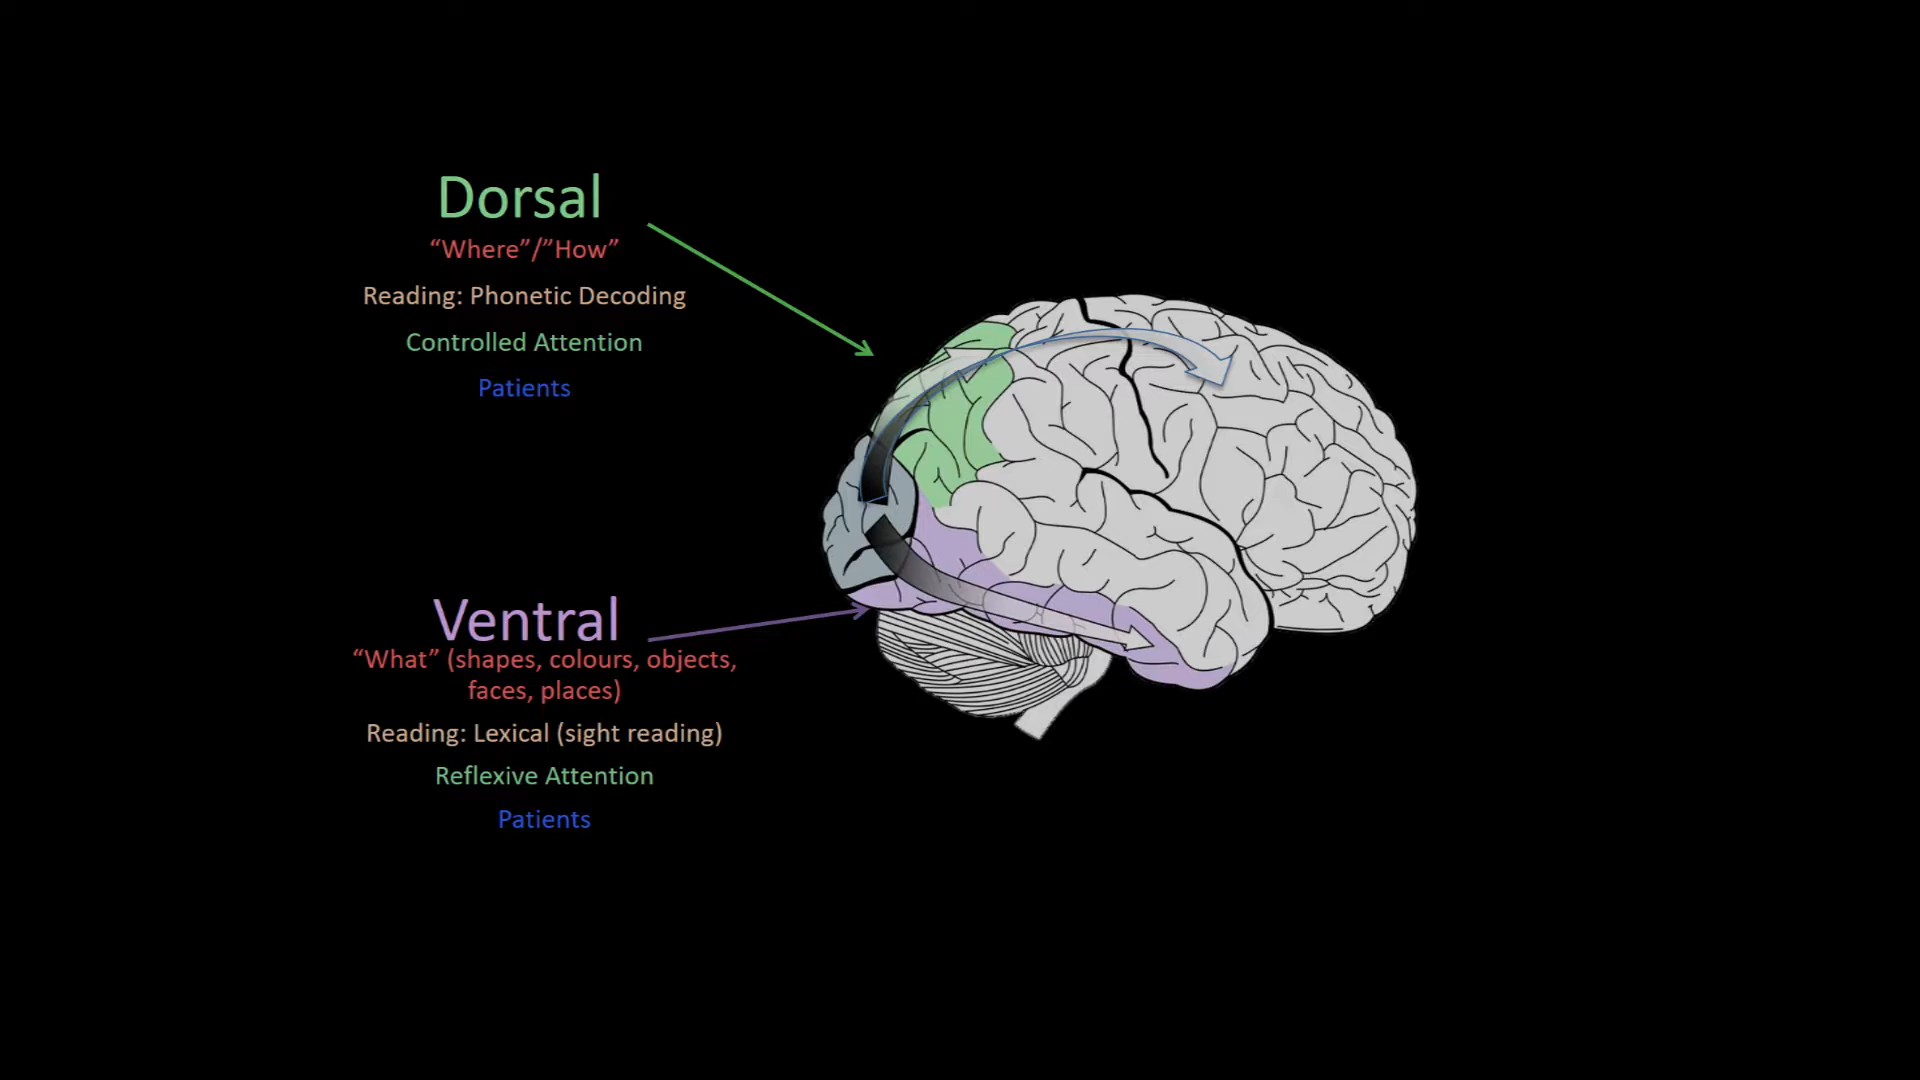 Dorsal
“Where”/”How”
Reading: Phonetic Decoding
Controlled Attention
Patients
Ventral
“What” (shapes, colours, objects,
faces, places)
Reading: Lexical (sight reading)
Reflexive Attention
Patients